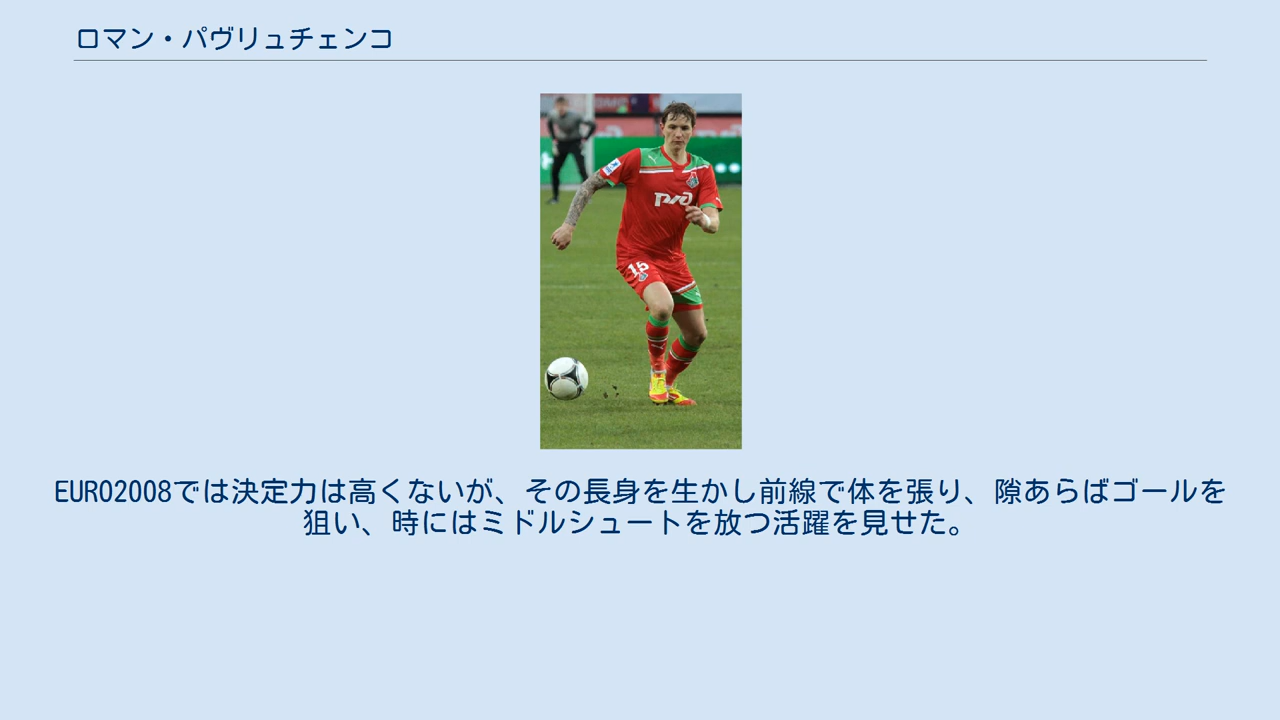 ロマン・パヴリュチェンコ
РЖД
15
EURO2008では決定力は高くないが、その長身を生かし前線で体を張り、隙あらばゴールを
狙い、時にはミドルシュートを放つ活躍を見せた。